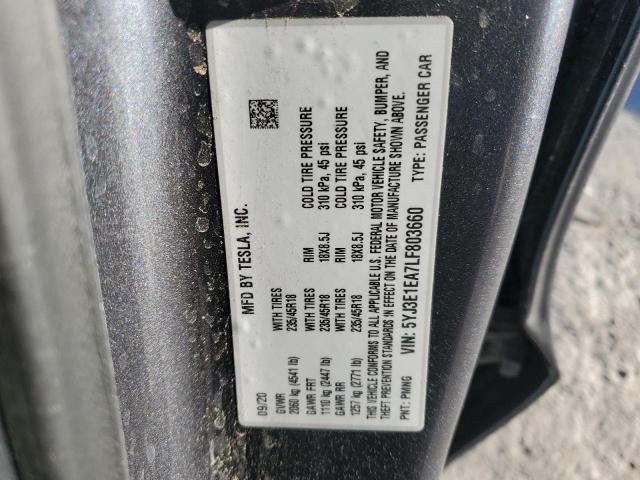 MFD BY TESLA, INC.
09/20
GVWR WITH TIRES RIM COLD TIRE PRESSURE
2060 kg (4541 lb) 235/45R18 18X8.5J 310 kPa, 45 psi
GAWR FRT
1110 kg (2447 lb)
GAWR RR WITH TIRES RIM COLD TIRE PRESSURE
1257 kg (2771 lb) 235/45R18 18X8.5J 310 kPa, 45 psi
THIS VEHICLE CONFORMS TO ALL APPLICABLE U.S. FEDERAL MOTOR VEHICLE SAFETY, BUMPER, AND
THEFT PREVENTION STANDARDS IN EFFECT ON THE DATE OF MANUFACTURE SHOWN ABOVE.
PNT: PMNG VIN: 5YJ3E1EA7LF803660 TYPE: PASSENGER CAR